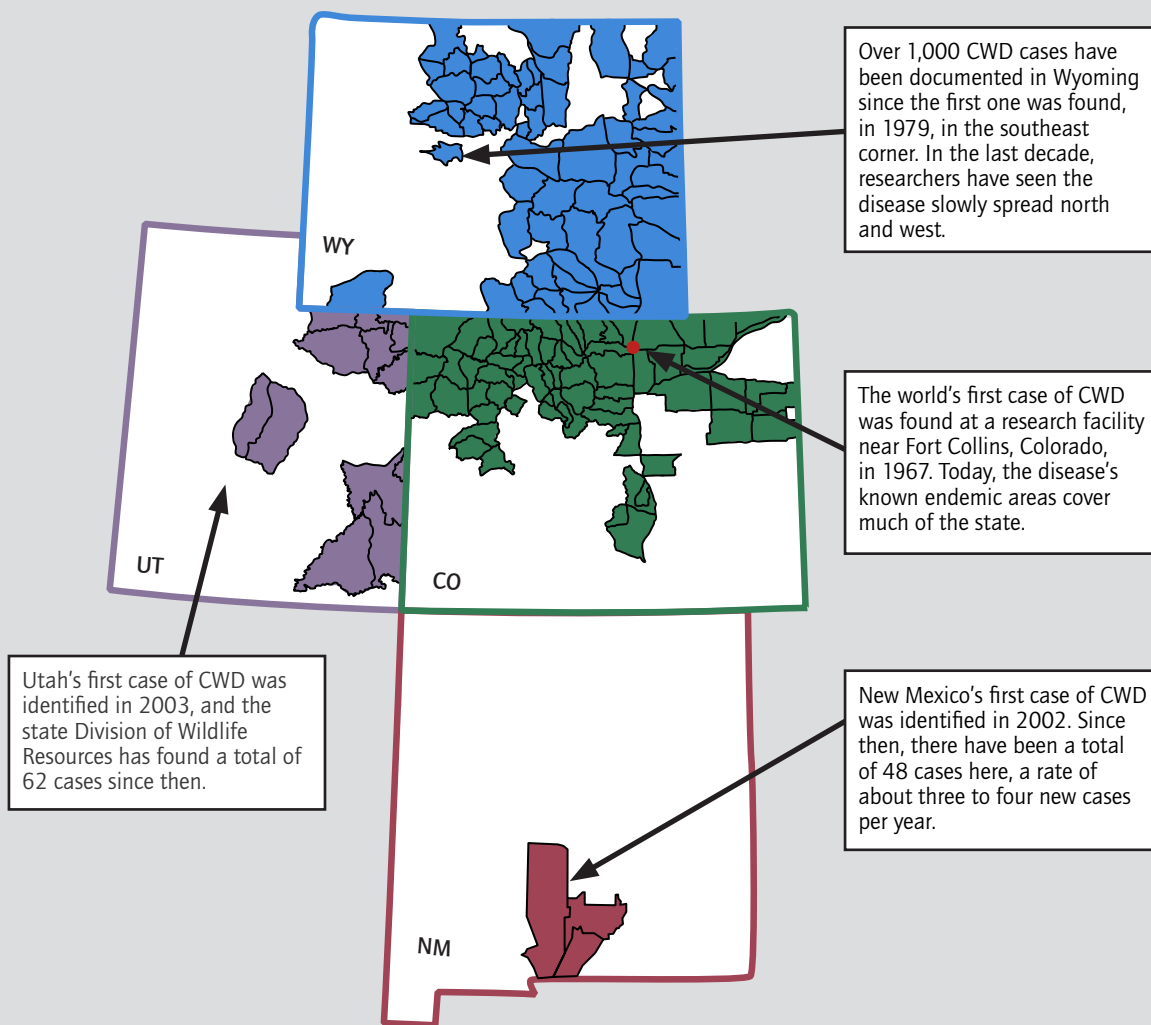 Over 1,000 CWD cases have
been documented in Wyoming
since the first one was found,
in 1979, in the southeast
corner. In the last decade,
researchers have seen the
disease slowly spread north
and west.
WY
The world's first case of CWD
was found at a research facility
near Fort Collins, Colorado,
in 1967. Today, the disease's
known endemic areas cover
much of the state.
UT
CO
Utah's first case of CWD was
identified in 2003, and the
state Division of Wildlife
Resources has found a total of
62 cases since then.
New Mexico's first case of CWD
was identified in 2002. Since
then, there have been a total
of 48 cases here, a rate of
about three to four new cases
per year.
NM